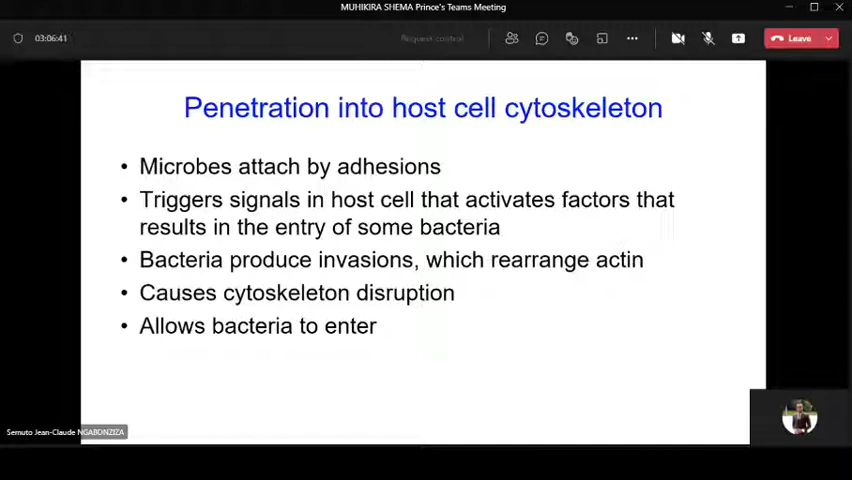 MUHIKIRA SHEMA Prince's Teams Meeting
03:06:41
Request control
Leave
Penetration into host cell cytoskeleton
• Microbes attach by adhesions
• Triggers signals in host cell that activates factors that
results in the entry of some bacteria
• Bacteria produce invasions, which rearrange actin
• Causes cytoskeleton disruption
• Allows bacteria to enter
Semuto Jean-Claude NGABONZIZA